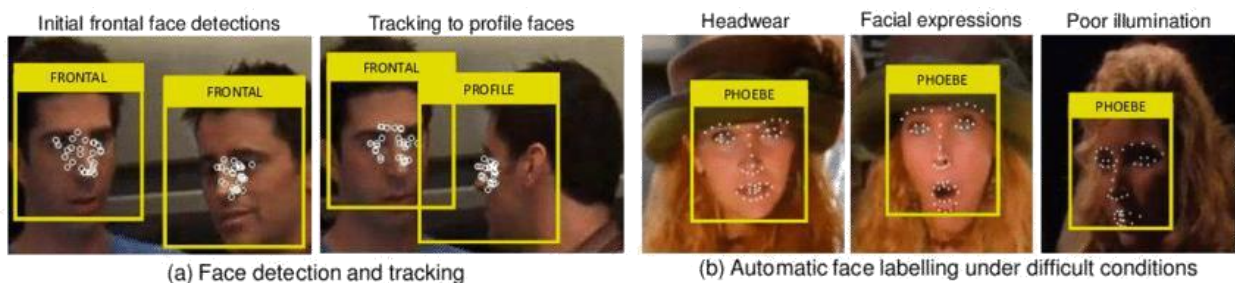 Initial frontal face detections
Tracking to profile faces
FRONTAL
FRONTAL
FRONTAL
PROFILE
(a) Face detection and tracking
Headwear
Facial expressions
Poor illumination
PHOEBE
PHOEBE
PHOEBE
(b) Automatic face labelling under difficult conditions